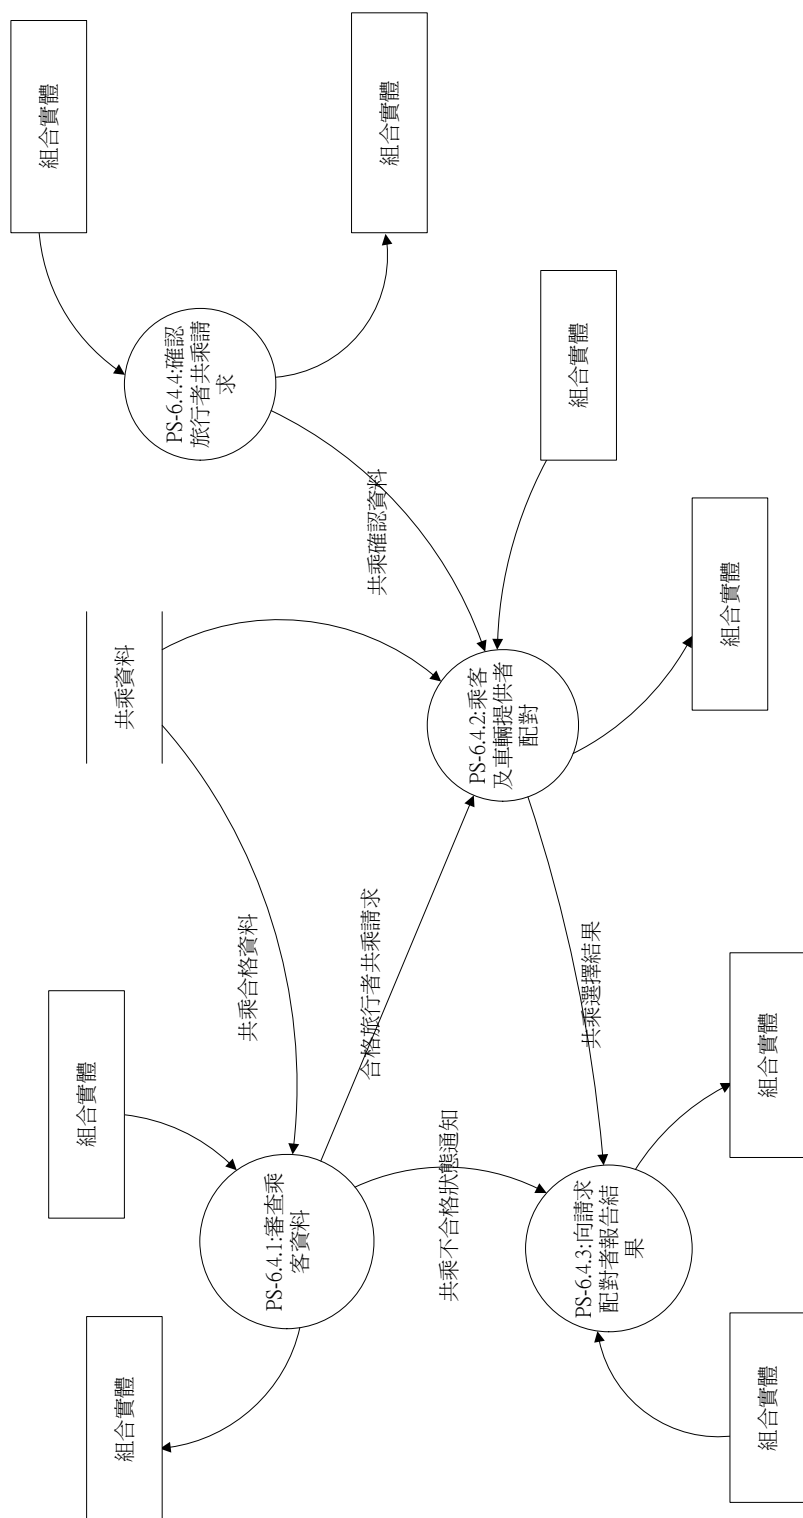 組合實體
組合實體
PS-6.4.4:確認
旅行者共乘請
求
組合實體
共乘確認資料
組合實體
共乘資料
PS-6.4.2:乘客
及車輛提供者
配對
共乘合格資料
合格旅行者共乘請求
共乘選擇結果
組合實體
組合實體
PS-6.4.1:審查乘
客資料
共乘不合格狀態通知
PS-6.4.3:向請求
配對者報告結
果
組合實體
組合實體